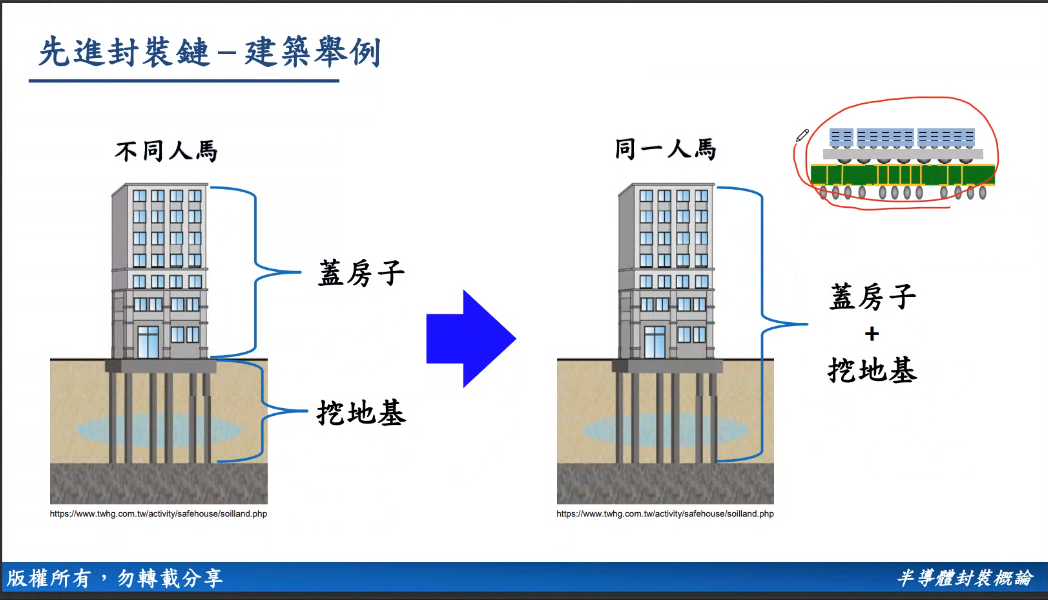 先進封裝鏈－建築舉例
不同人馬
蓋房子
挖地基
https://www.twhg.com.tw/activity/safehouse/soilland.php
同一人馬
蓋房子
+
挖地基
https://www.twhg.com.tw/activity/safehouse/soilland.php
版權所有，勿轉載分享
半導體封裝概論